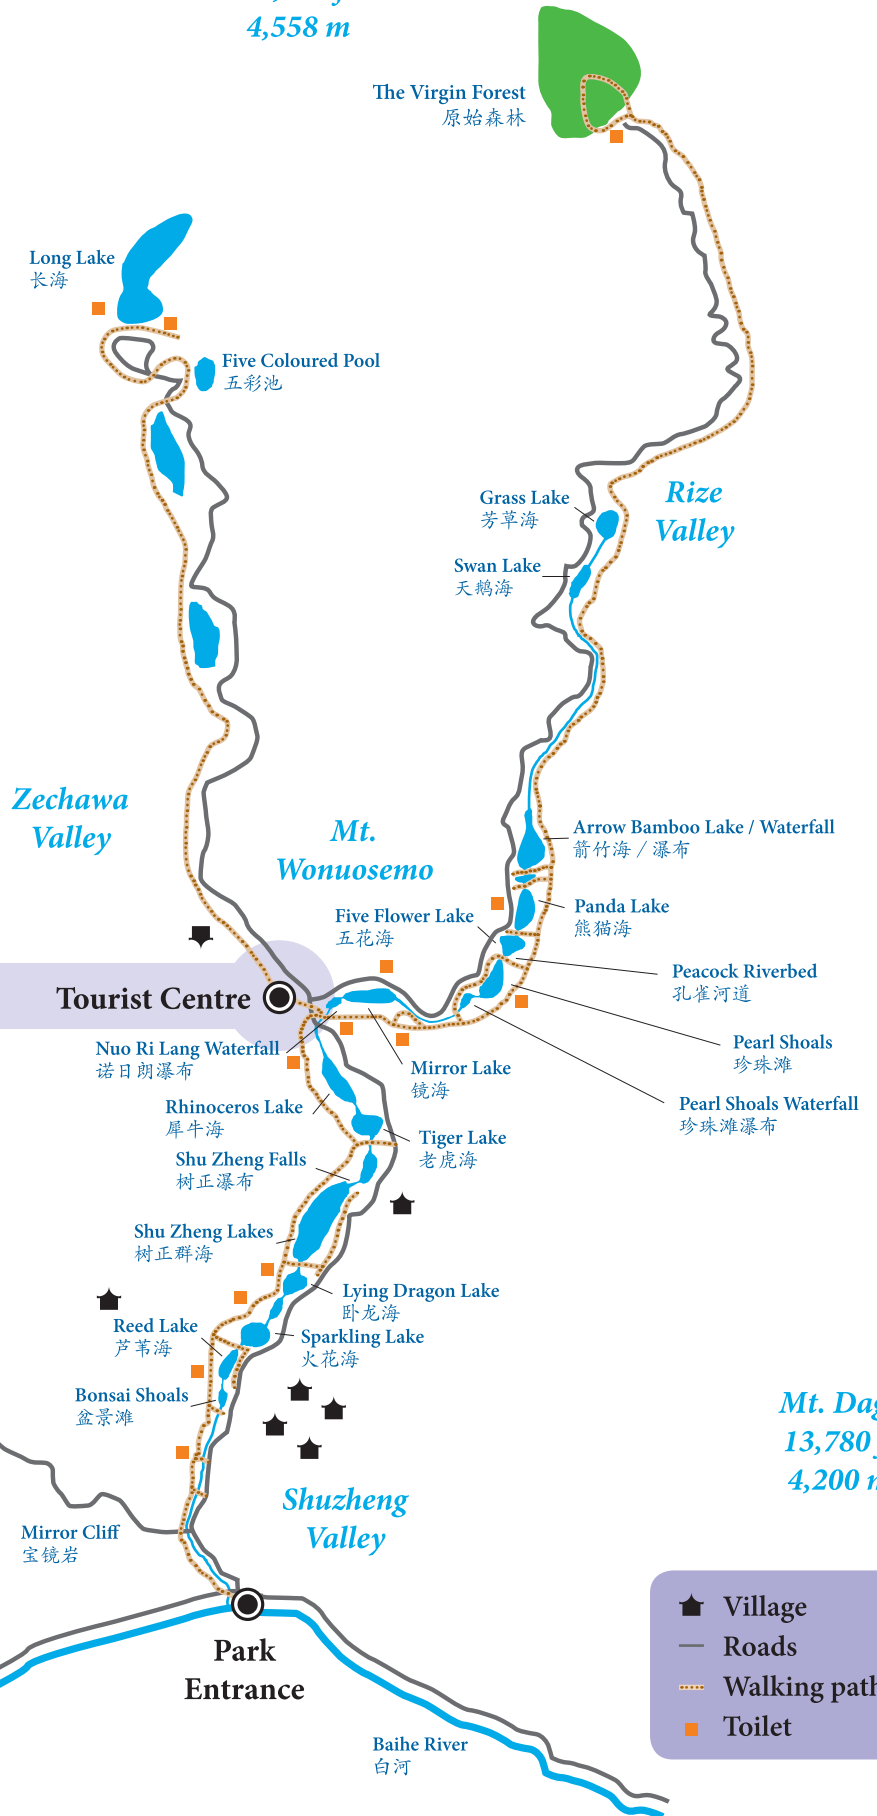 4,558 m
The Virgin Forest
原始森林
Long Lake
长海
Five Coloured Pool
五彩池
Grass Lake
芳草海
Rize
Valley
Swan Lake
天鹅海
Zechawa
Valley
Mt.
Wonuosemo
Arrow Bamboo Lake / Waterfall
箭竹海 / 瀑布
Panda Lake
熊猫海
Five Flower Lake
五花海
Peacock Riverbed
孔雀河道
Tourist Centre
Pearl Shoals
珍珠滩
Nuo Ri Lang Waterfall
诺日朗瀑布
Mirror Lake
镜海
Pearl Shoals Waterfall
珍珠滩瀑布
Rhinoceros Lake
犀牛海
Tiger Lake
老虎海
Shu Zheng Falls
树正瀑布
Shu Zheng Lakes
树正群海
Lying Dragon Lake
卧龙海
Reed Lake
芦苇海
Sparkling Lake
火花海
Bonsai Shoals
盆景滩
Mt. Dag
13,780
4,200 m
Shuzheng
Valley
Mirror Cliff
宝镜岩
Village
Roads
Walking path
Toilet
Park
Entrance
Baihe River
白河